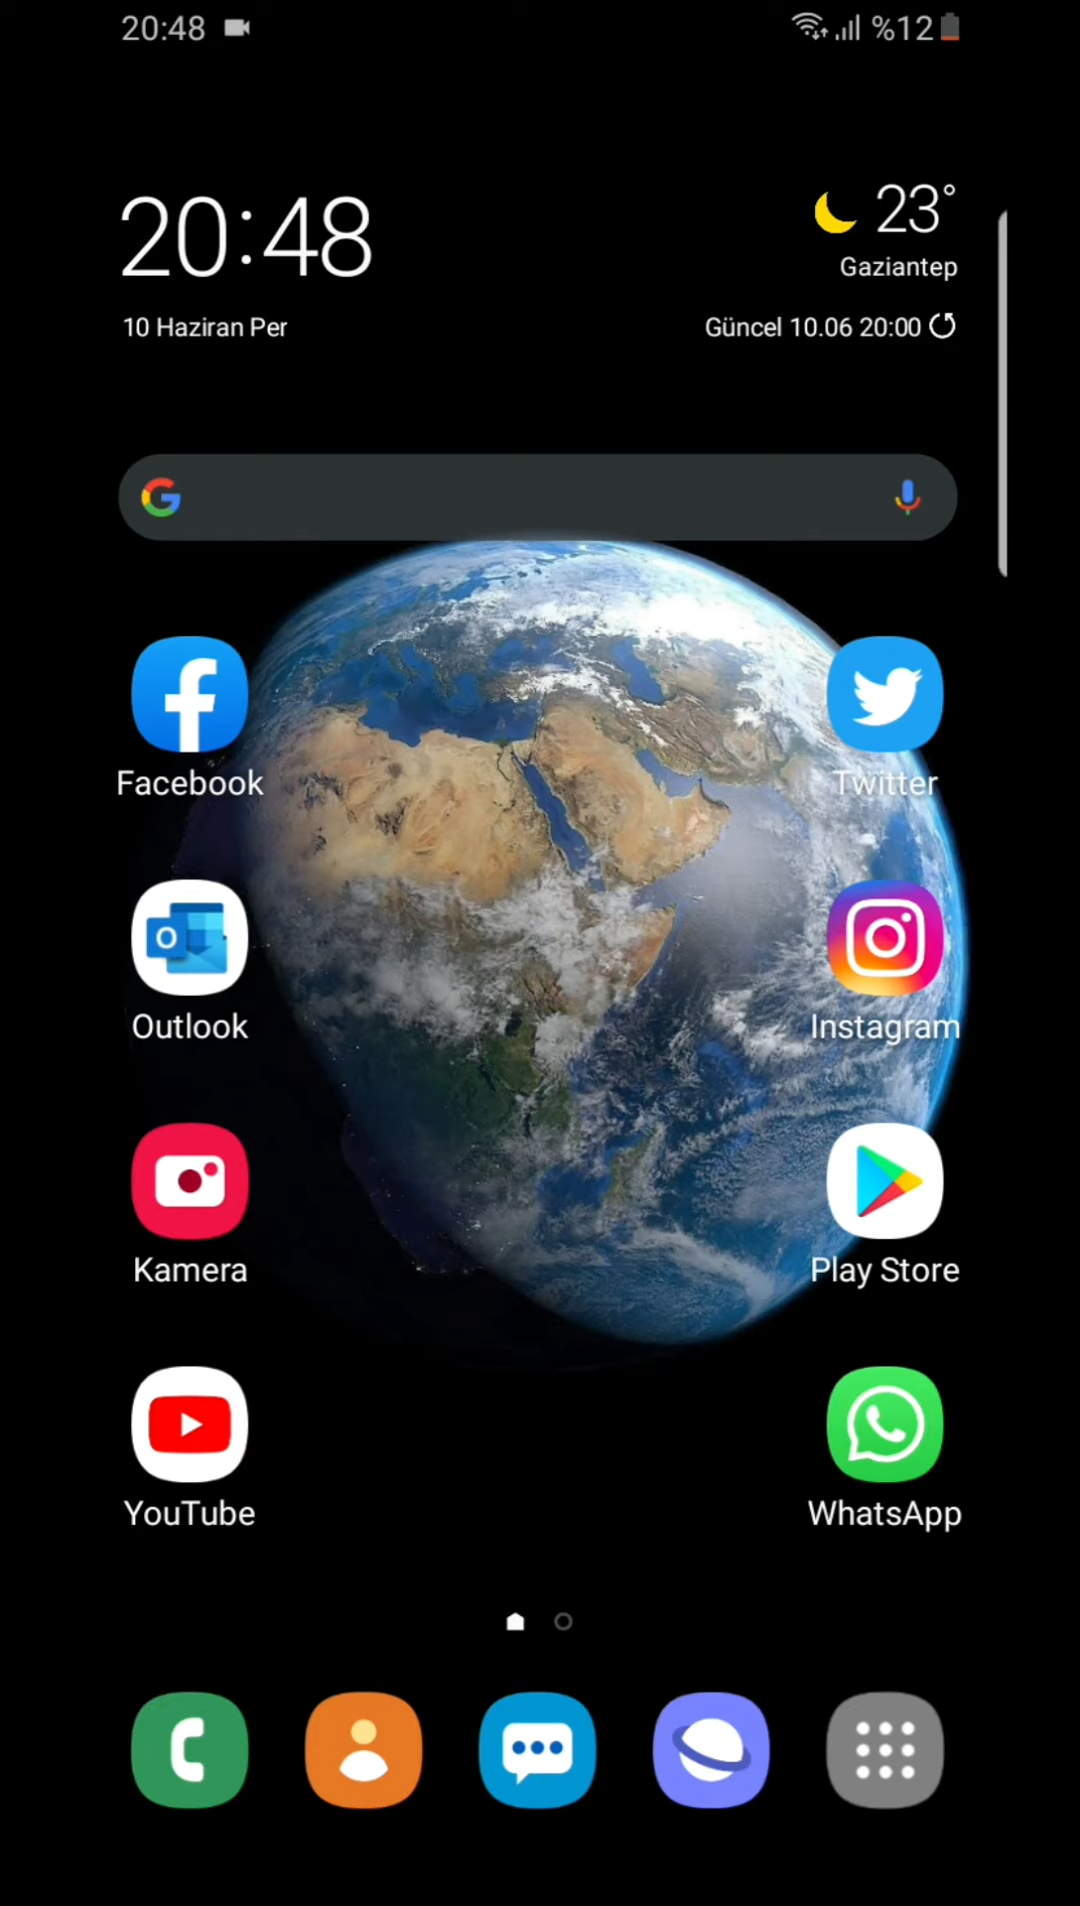 20:48 %12
20:48
23°
Gaziantep
10 Haziran Per
Güncel 10.06 20:00
Facebook
Twitter
Outlook
Instagram
Kamera
Play Store
YouTube
WhatsApp